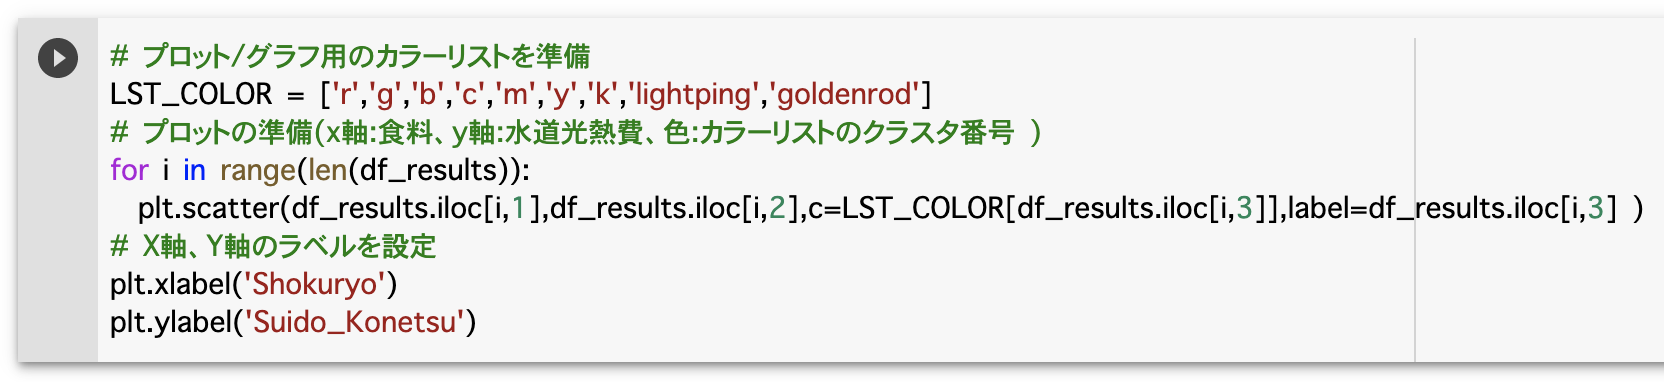 # プロット/グラフ用のカラーリストを準備
LST_COLOR = ['r','g','b','c','m','y','k','lightping','goldenrod']
# プロットの準備(x軸:食料、y軸:水道光熱費、色:カラーリストのクラスタ番号 )
for i in range(len(df_results)):
  plt.scatter(df_results.iloc[i,1],df_results.iloc[i,2],c=LST_COLOR[df_results.iloc[i,3]],label=df_results.iloc[i,3] )
# X軸、Y軸のラベルを設定
plt.xlabel('Shokuryo')
plt.ylabel('Suido_Konetsu')